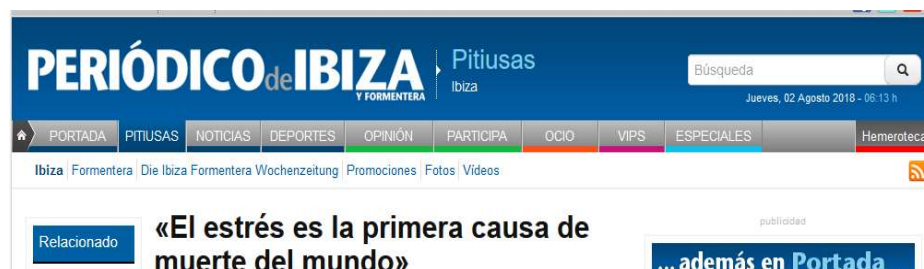 PERIÓDICO de IBIZA
Y FORMENTERA
Pitiusas
Ibiza
Búsqueda
Jueves, 02 Agosto 2018 - 06:13 h
PORTADA PITIUSAS NOTICIAS DEPORTES OPINIÓN PARTICIPA OCIO VIPS ESPECIALES Hemeroteca
Ibiza Formentera Die Ibiza Formentera Wochenzeitung Promociones Fotos Vídeos
publicidad
Relacionado
«El estrés es la primera causa de
muerte del mundo»
... además en Portada